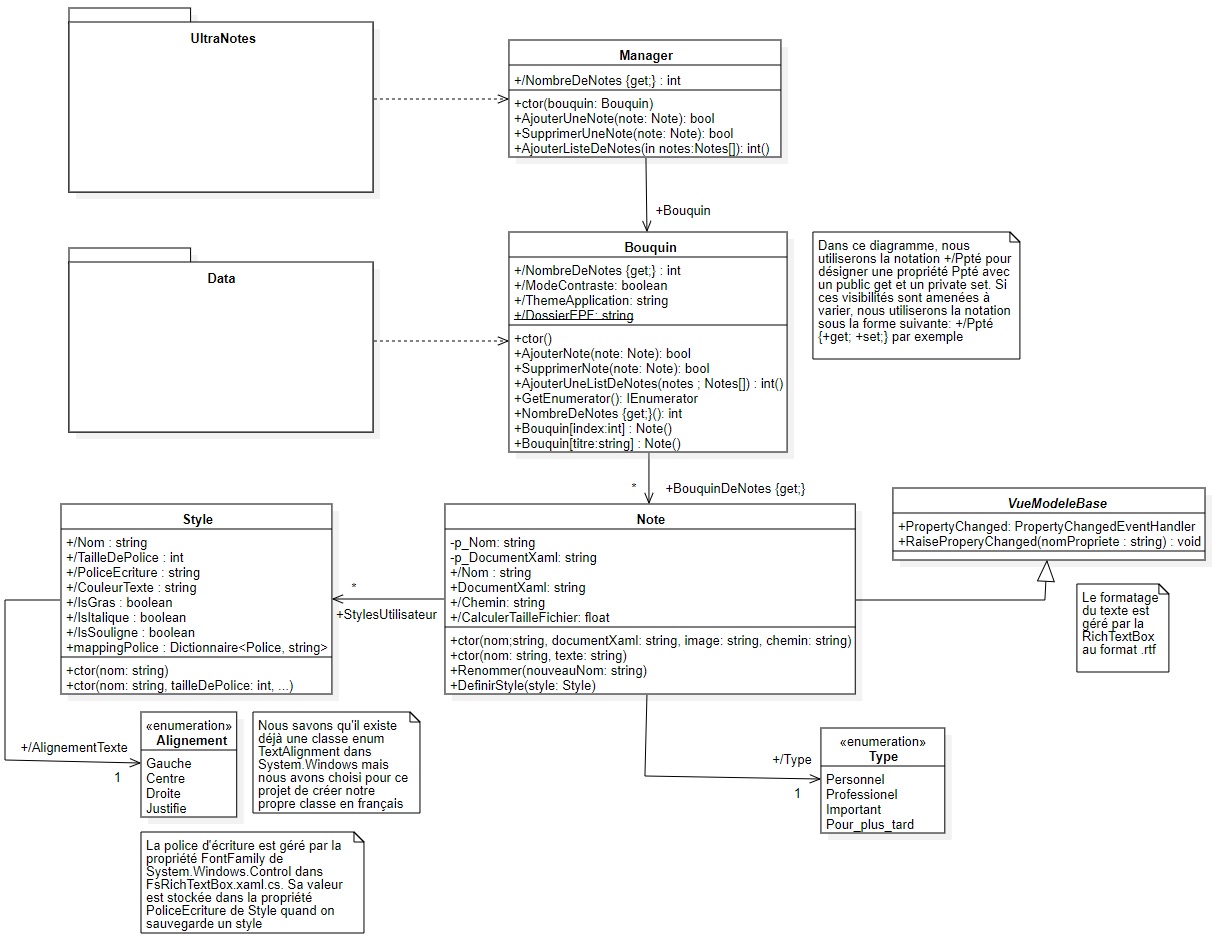 UltraNotes
Manager
+/NombreDeNotes {get;} : int
+ctor(bouquin: Bouquin)
+AjouterUneNote(note: Note): bool
+SupprimerUneNote(note: Note): bool
+AjouterListeDeNotes(in notes:Notes[]): int()
+Bouquin
Data
Bouquin
+/NombreDeNotes {get;} : int
+/ModeContraste: boolean
+/ThemeApplication: string
+/DossierEPF: string
+ctor()
+AjouterNote(note: Note): bool
+SupprimerNote(note: Note): bool
+AjouterUneListDeNotes(notes ; Notes[]) : int()
+GetEnumerator(): IEnumerator
+NombreDeNotes {get;}(): int
+Bouquin[index:int] : Note()
+Bouquin[titre:string] : Note()
Dans ce diagramme, nous
utiliserons la notation +/Ppté pour
désigner une propriété Ppté avec
un public get et un private set. Si
ces visibilités sont amenées à
varier, nous utiliserons la notation
sous la forme suivante: +/Ppté
{+get; +set;} par exemple
*
+BouquinDeNotes {get;}
Style
+/Nom : string
+/TailleDePolice : int
+/PoliceEcriture : string
+/CouleurTexte : string
+/IsGras : boolean
+/IsItalique : boolean
+/IsSouligne : boolean
+mappingPolice : Dictionnaire<Police, string>
+ctor(nom: string)
+ctor(nom: string, tailleDePolice: int, ...)
*
+StylesUtilisateur
Note
-p_Nom: string
-p_DocumentXaml: string
+/Nom : string
+DocumentXaml: string
+/Chemin: string
+/CalculerTailleFichier: float
+ctor(nom;string, documentXaml: string, image: string, chemin: string)
+ctor(nom: string, texte: string)
+Renommer(nouveauNom: string)
+DefinirStyle(style: Style)
VueModeleBase
+PropertyChanged: PropertyChangedEventHandler
+RaiseProperyChanged(nomPropriete : string) : void
Le formatage
du texte est
géré par la
RichTextBox
au format .rtf
+/AlignementTexte
1
«enumeration»
Alignement
Gauche
Centre
Droite
Justifie
Nous savons qu'il existe
déjà une classe enum
TextAlignment dans
System.Windows mais
nous avons choisi pour ce
projet de créer notre
propre classe en français
+/Type
1
«enumeration»
Type
Personnel
Professionel
Important
Pour_plus_tard
La police d'écriture est géré par la
propriété FontFamily de
System.Windows.Control dans
FsRichTextBox.xaml.cs. Sa valeur
est stockée dans la propriété
PoliceEcriture de Style quand on
sauvegarde un style